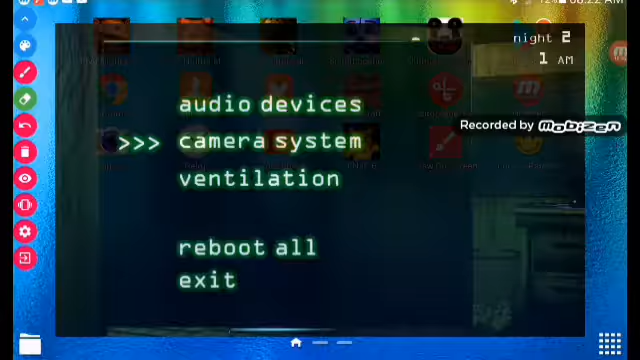 night 2
1 AM
audio devices
Recorded by mobizen
>>> camera system
ventilation
reboot all
exit